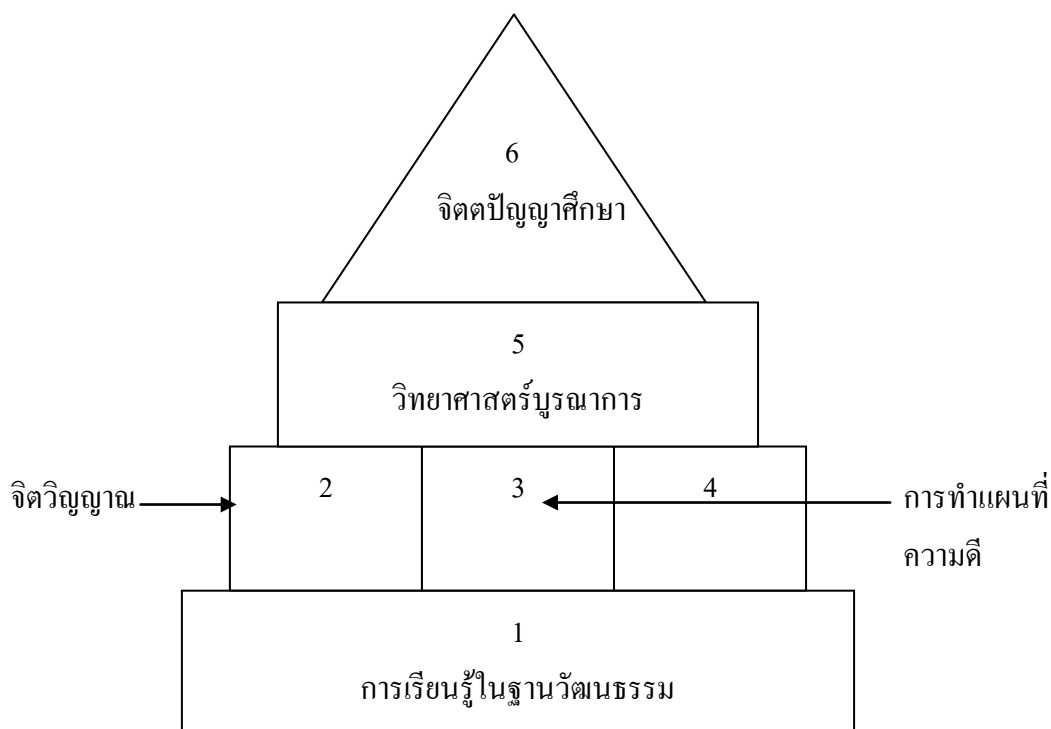 6
จิตตปัญญาศึกษา
5
วิทยาศาสตร์บูรณาการ
จิตวิญญาณ
2
3
4
การทำแผนที่
ความดี
1
การเรียนรู้ในฐานวัฒนธรรม